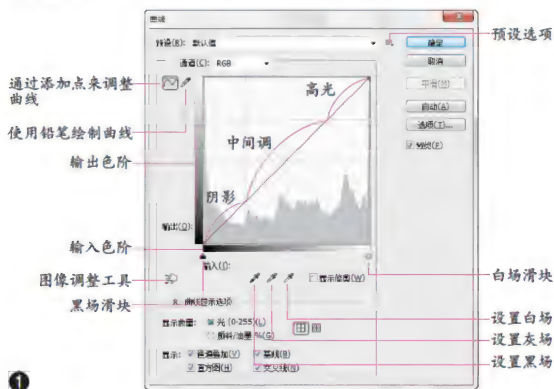 曲线
预设(R): 默认值
预设选项
确定
通道(C): RGB
取消
平滑(M)
高光
通过添加点来调整
曲线
自动(A)
选项(T)...
使用铅笔绘制曲线
预览(P)
中间调
输出色阶
阴影
输出(O):
输入色阶
输入(I):
图像调整工具
显示修剪(W)
白场滑块
黑场滑块
曲线显示选项
设置白场
显示数量:
光 (0-255)(L)
设置灰场
颜料/油墨 %(G)
设置黑场
显示:
通道叠加(V)
基线(B)
直方图(H)
交叉线(N)
1